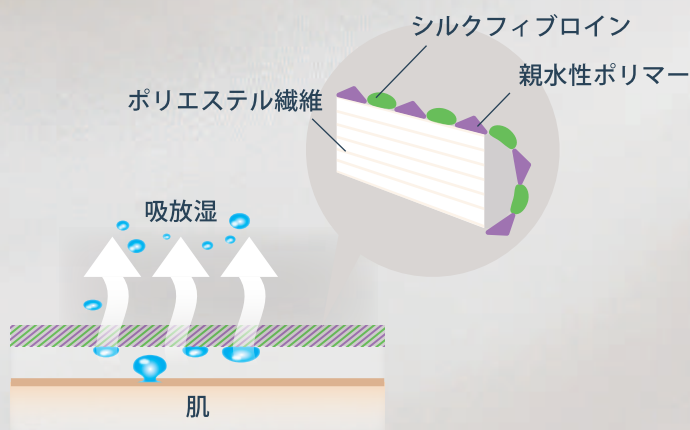 シルクフィブロイン
親水性ポリマー
ポリエステル繊維
吸放湿
肌